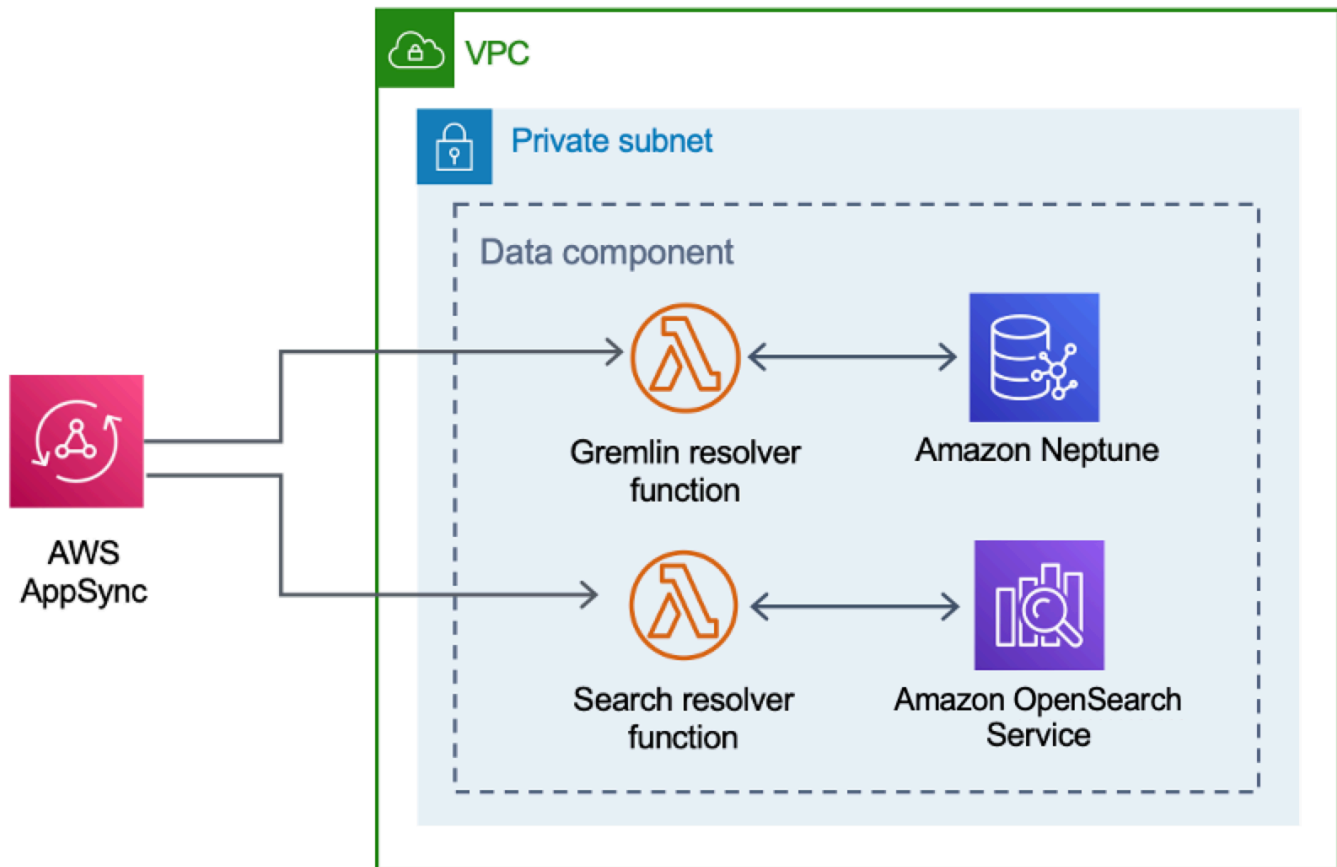 VPC
Private subnet
Data component
Gremlin resolver
function
Amazon Neptune
AWS
AppSync
Search resolver
function
Amazon OpenSearch
Service